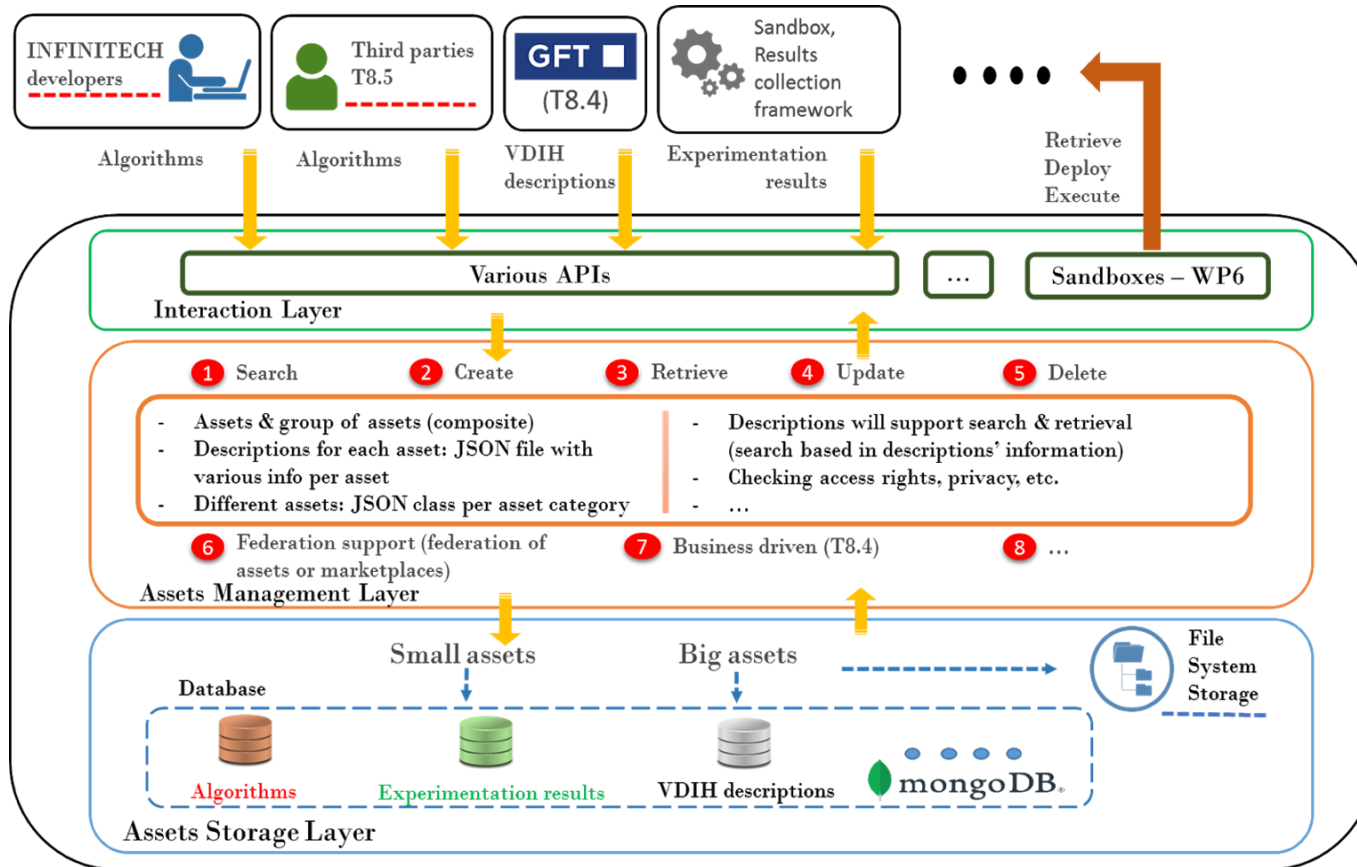 INFINITECH
developers
Third parties
T8.5
GFT
(T8.4)
Sandbox,
Results
collection
framework
Algorithms
Algorithms
VDIH
descriptions
Experimentation
results
Retrieve
Deploy
Execute
Various APIs
...
Sandboxes – WP6
Interaction Layer
1 Search
2 Create
3 Retrieve
4 Update
5 Delete
- Assets & group of assets (composite)
- Descriptions for each asset: JSON file with
various info per asset
- Different assets: JSON class per asset category
- Descriptions will support search & retrieval
(search based in descriptions' information)
- Checking access rights, privacy, etc.
- ...
6 Federation support (federation of
assets or marketplaces)
7 Business driven (T8.4)
8 ...
Assets Management Layer
Small assets
Big assets
File
System
Storage
Database
Algorithms
Experimentation results
VDIH descriptions
mongoDB®
Assets Storage Layer